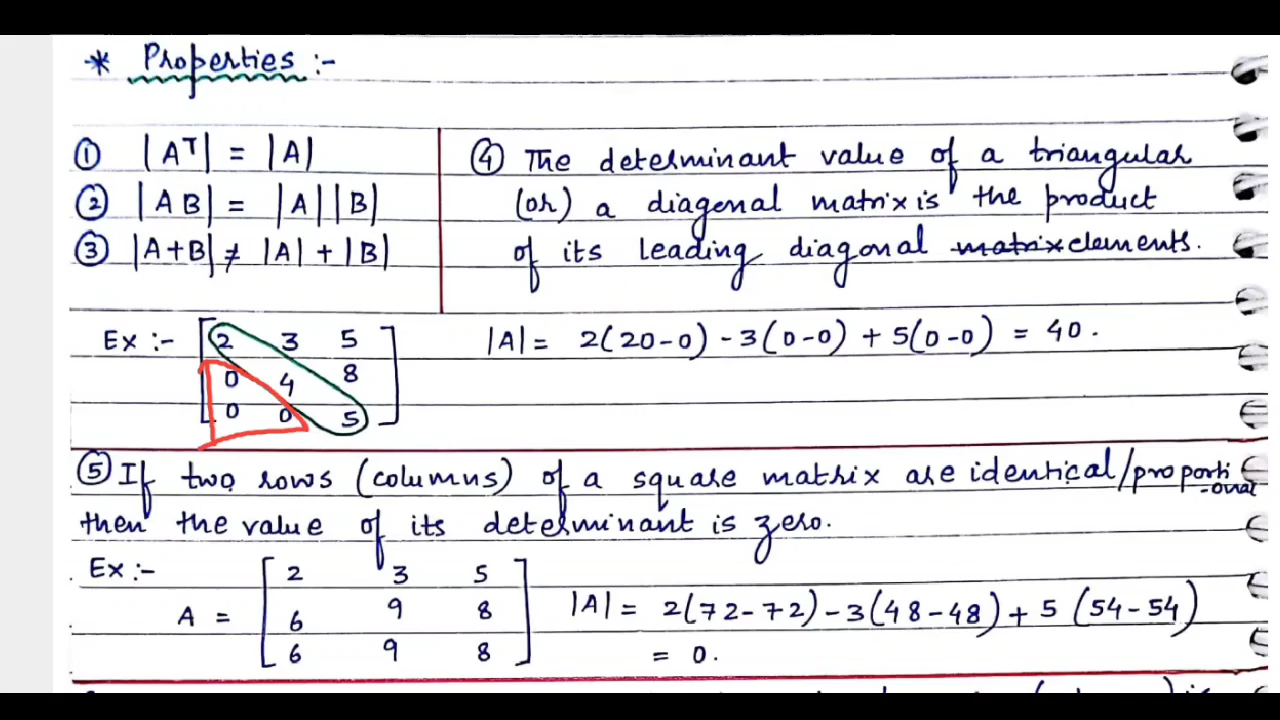 * Properties :-
① |Aᵀ| = |A|
② |AB| = |A||B|
③ |A+B| ≠ |A| + |B|
④ The determinant value of a triangular
(or) a diagonal matrix is the product
of its leading diagonal matrix elements.
Ex :- [ 2 3 5
0 4 8
0 0 5 ]
|A| = 2(20-0) -3(0-0) + 5(0-0) = 40.
⑤ If two rows (columns) of a square matrix are identical/proporti
-onal
then the value of its determinant is zero.
Ex :-
A = [ 2 3 5
6 9 8
6 9 8 ]
|A| = 2(72-72) -3(48-48) + 5(54-54)
= 0.